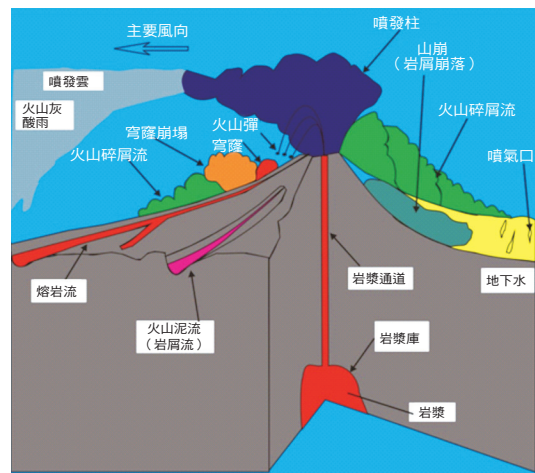 噴發柱
主要風向
山崩
（岩屑崩落）
噴發雲
火山灰
酸雨
火山彈
穹窿
穹窿崩塌
火山碎屑流
火山碎屑流
噴氣口
熔岩流
岩漿通道
地下水
火山泥流
（岩屑流）
岩漿庫
岩漿